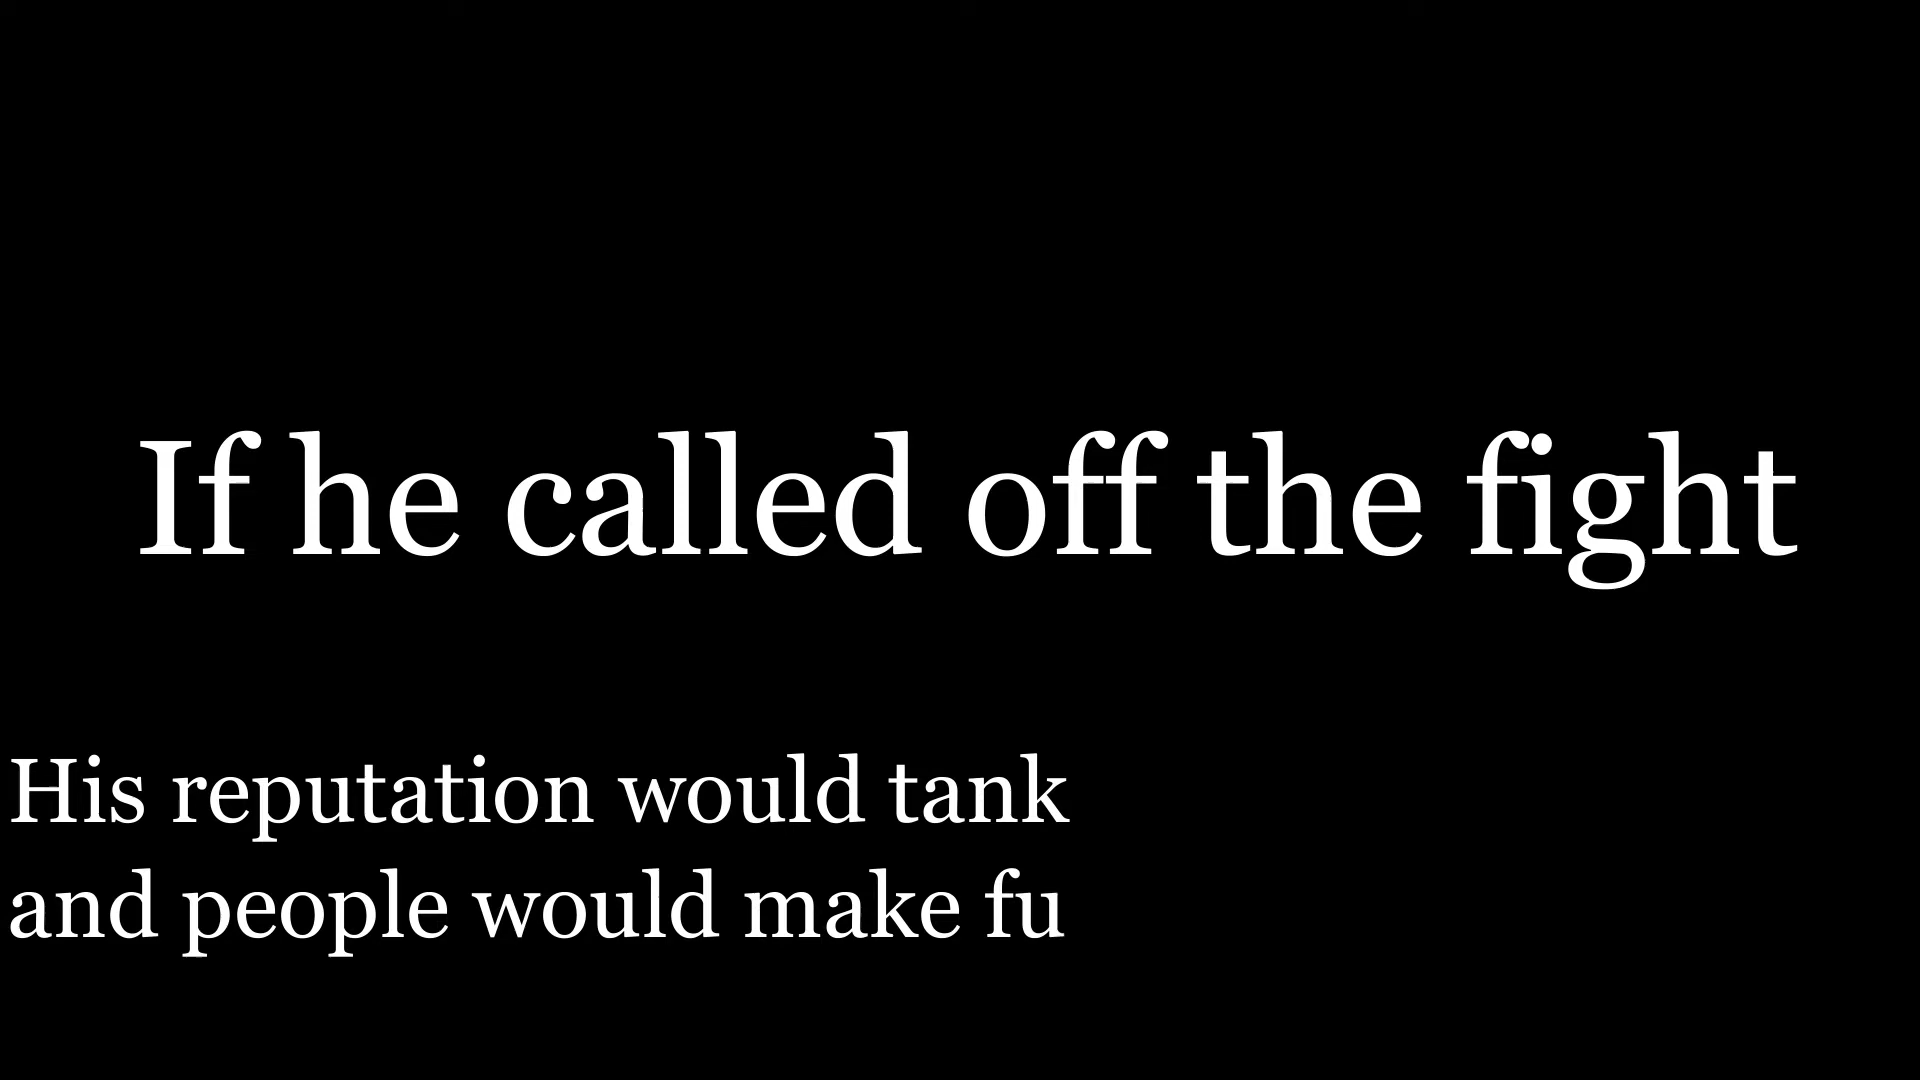 If he called off the fight
His reputation would tank
and people would make fu